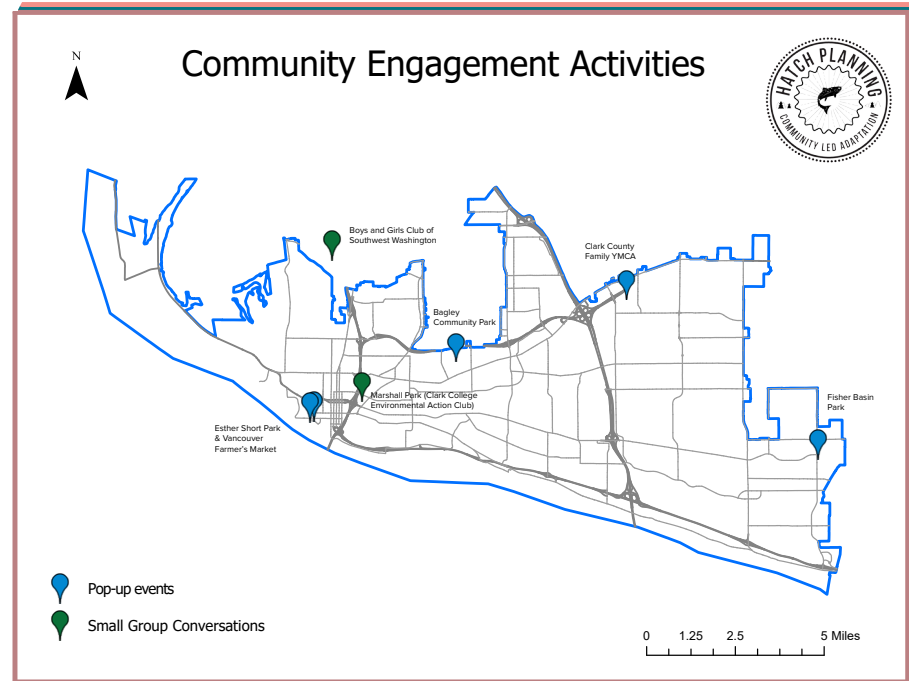 Community Engagement Activities
N
HATCH PLANNING
COMMUNITY LED ADAPTATION
Boys and Girls Club of
Southwest Washington
Clark County
Family YMCA
Bagley
Community Park
Marshall Park (Clark College
Environmental Action Club)
Fisher Basin
Park
Esther Short Park
& Vancouver
Farmer's Market
Pop-up events
Small Group Conversations
0 1.25 2.5 5 Miles